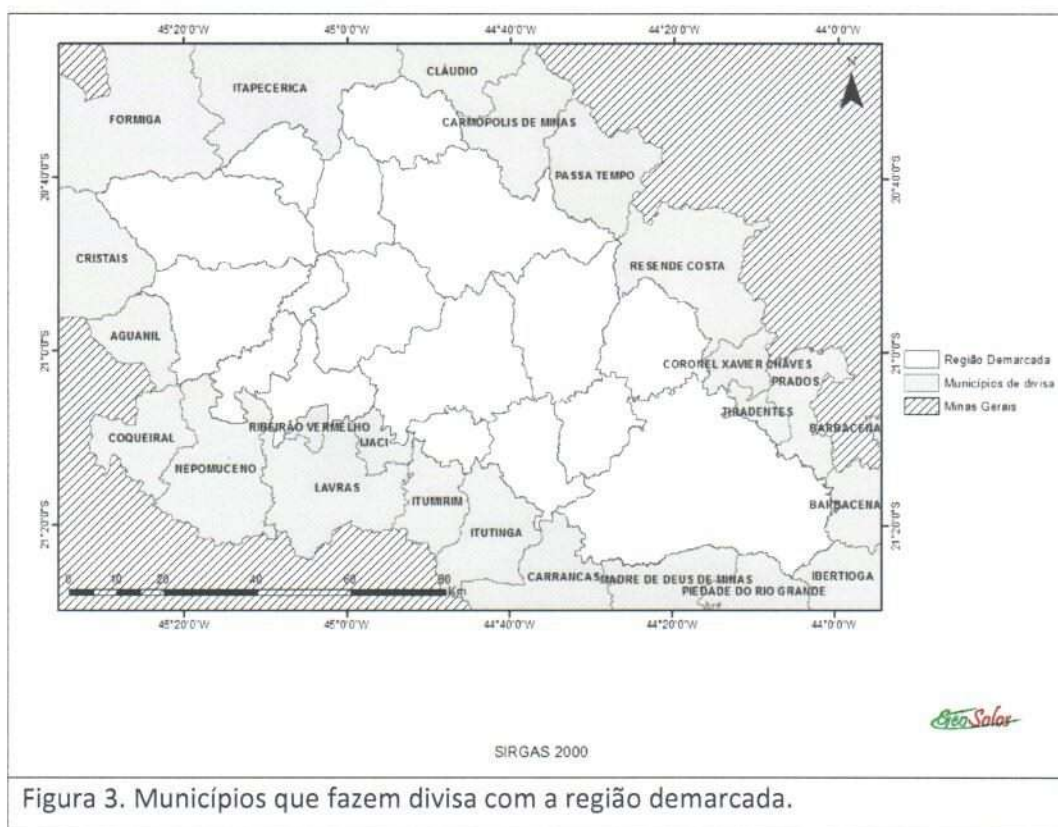 45°20'0"W 45°0'0"W 44°40'0"W 44°20'0"W 44°0'0"W
N
CLÁUDIO
ITAPECERICA
FORMIGA
CARMÓPOLIS DE MINAS
PASSA TEMPO
20°40'0"S 20°40'0"S
CRISTAIS
RESENDE COSTA
AGUANIL
21°0'0"S 21°0'0"S
CORONEL XAVIER CHAVES
PRADOS
Região Demarcada
Municípios de divisa
Minas Gerais
TIRADENTES
BARBACENA
RIBEIRÃO VERMELHO
COQUEIRAL
IJACI
NEPOMUCENO
LAVRAS
ITUMIRIM
BARBACENA
ITUTINGA
21°20'0"S 21°20'0"S
CARRANCAS
MADRE DE DEUS DE MINAS
IBERTIOGA
PIEDADE DO RIO GRANDE
0 10 20 40 60 80
Km
45°20'0"W 45°0'0"W 44°40'0"W 44°20'0"W 44°0'0"W
GeoSolos
SIRGAS 2000
Figura 3. Municípios que fazem divisa com a região demarcada.